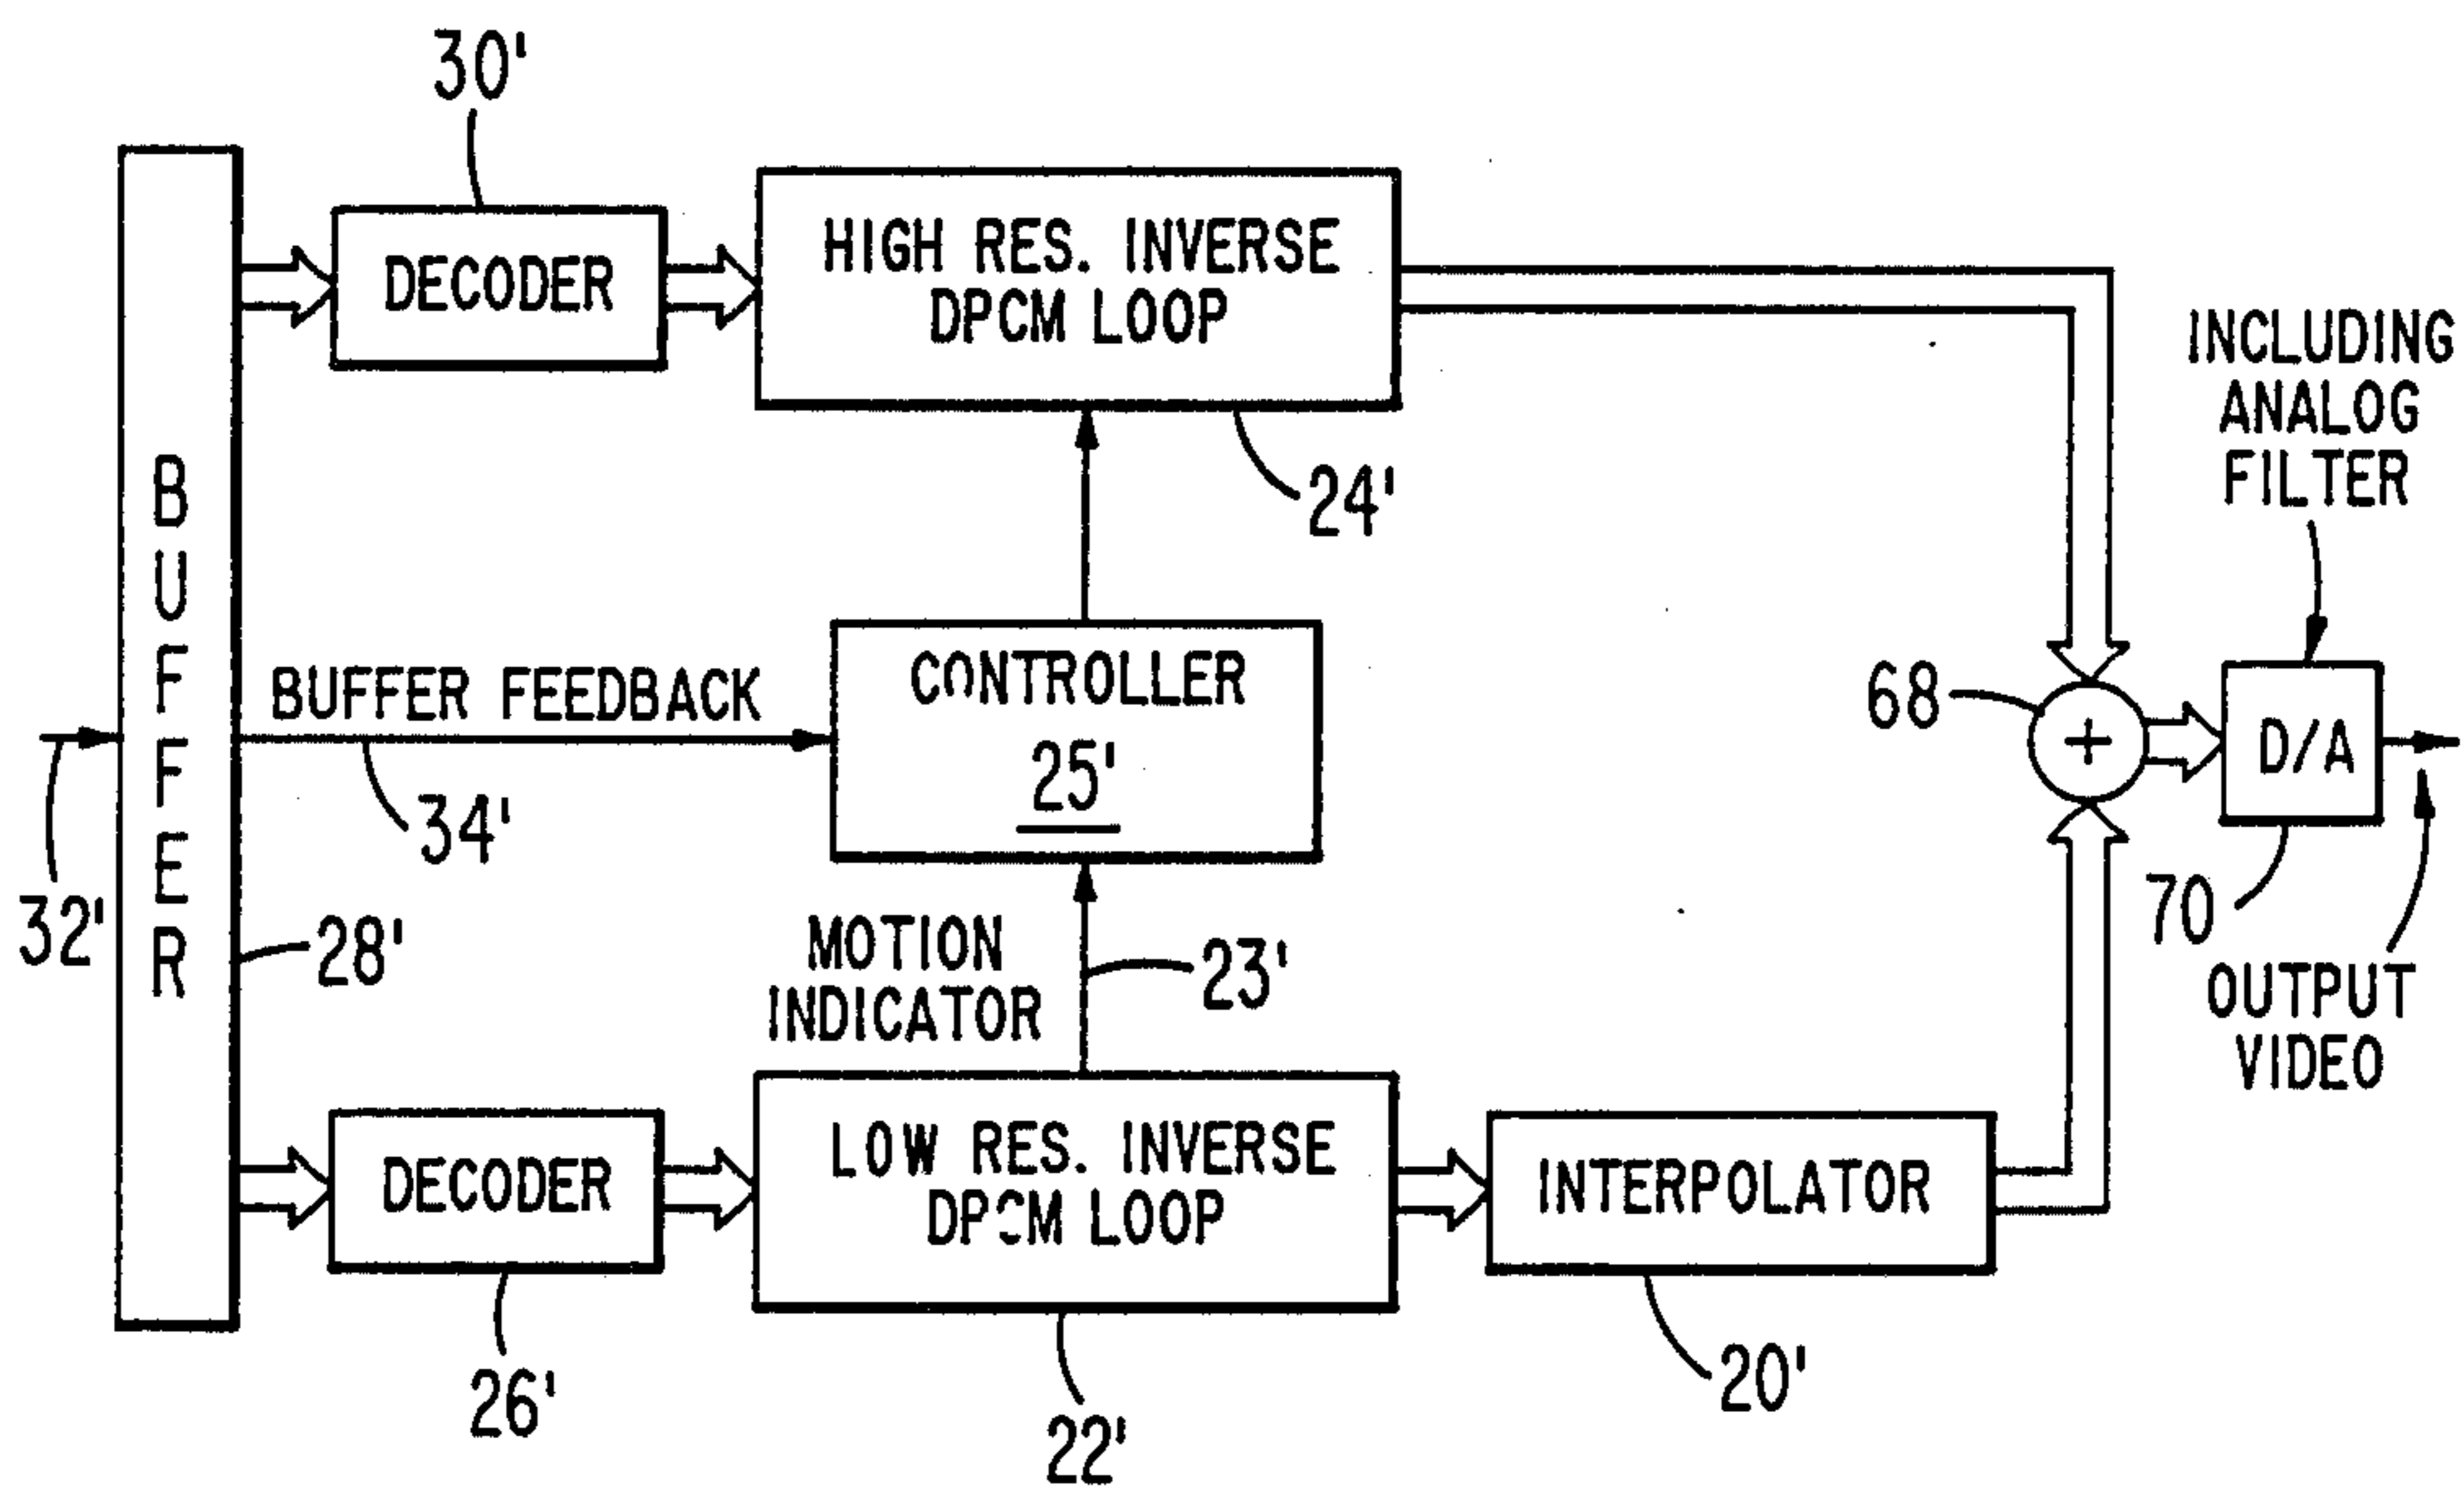 30'
DECODER
HIGH RES. INVERSE
DPCM LOOP
24'
INCLUDING
ANALOG
FILTER
BUFFER
BUFFER FEEDBACK
34'
32'
28'
CONTROLLER
25'
68
+
D/A
70
OUTPUT
VIDEO
MOTION
INDICATOR
23'
DECODER
26'
LOW RES. INVERSE
DPCM LOOP
22'
INTERPOLATOR
20'